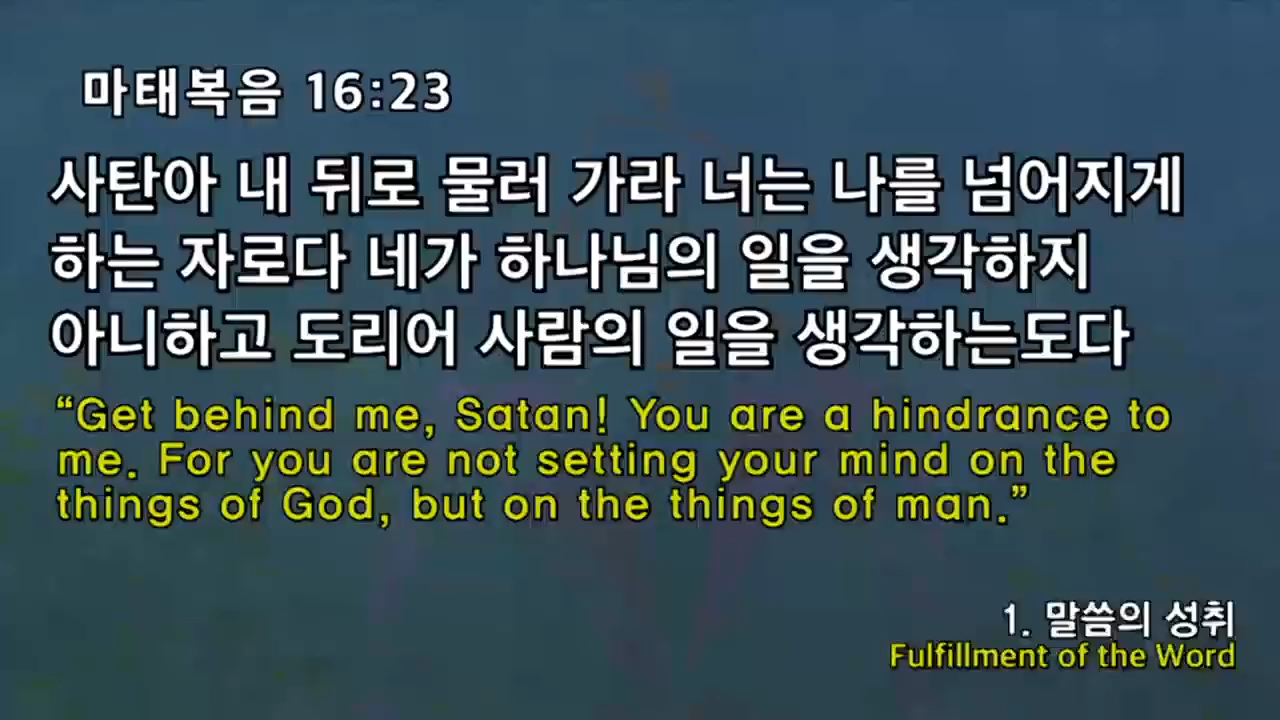 마태복음 16:23
사탄아 내 뒤로 물러 가라 너는 나를 넘어지게
하는 자로다 네가 하나님의 일을 생각하지
아니하고 도리어 사람의 일을 생각하는도다
“Get behind me, Satan! You are a hindrance to
me. For you are not setting your mind on the
things of God, but on the things of man.”
1. 말씀의 성취
Fulfillment of the Word